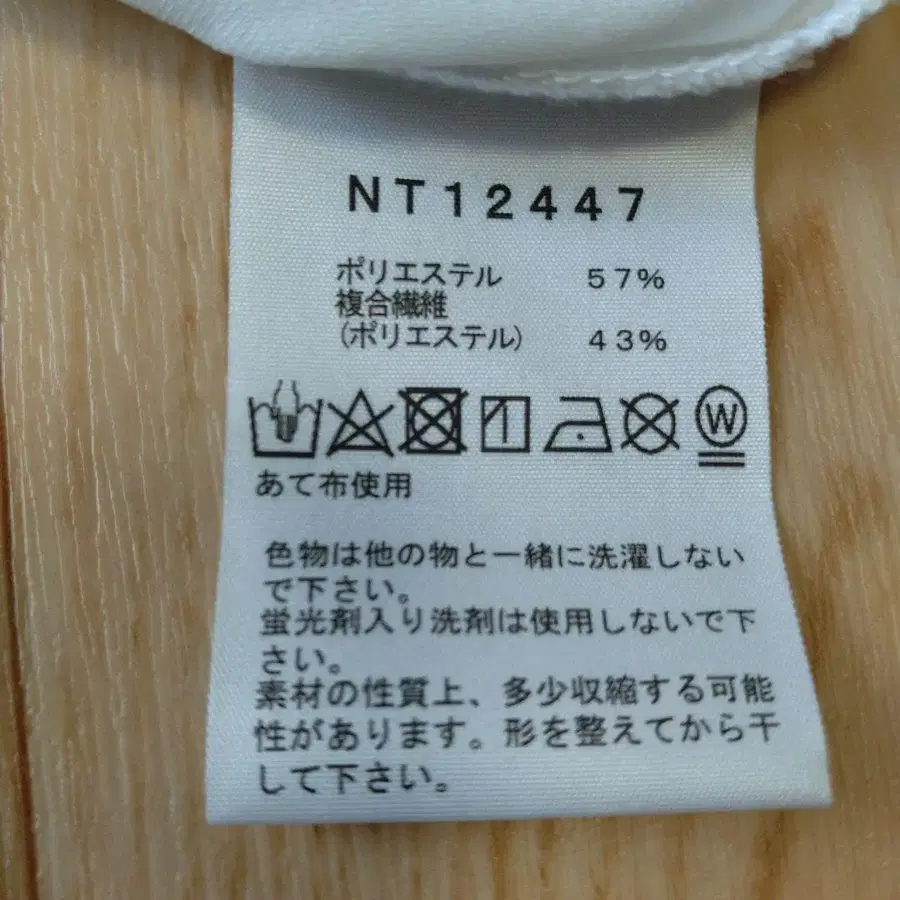 NT12447
ポリエステル 57%
複合繊維
(ポリエステル) 43%
W
あて布使用
色物は他の物と一緒に洗濯しない
で下さい。
蛍光剤入り洗剤は使用しないで下
さい。
素材の性質上、多少収縮する可能
性があります。形を整えてから干
して下さい。